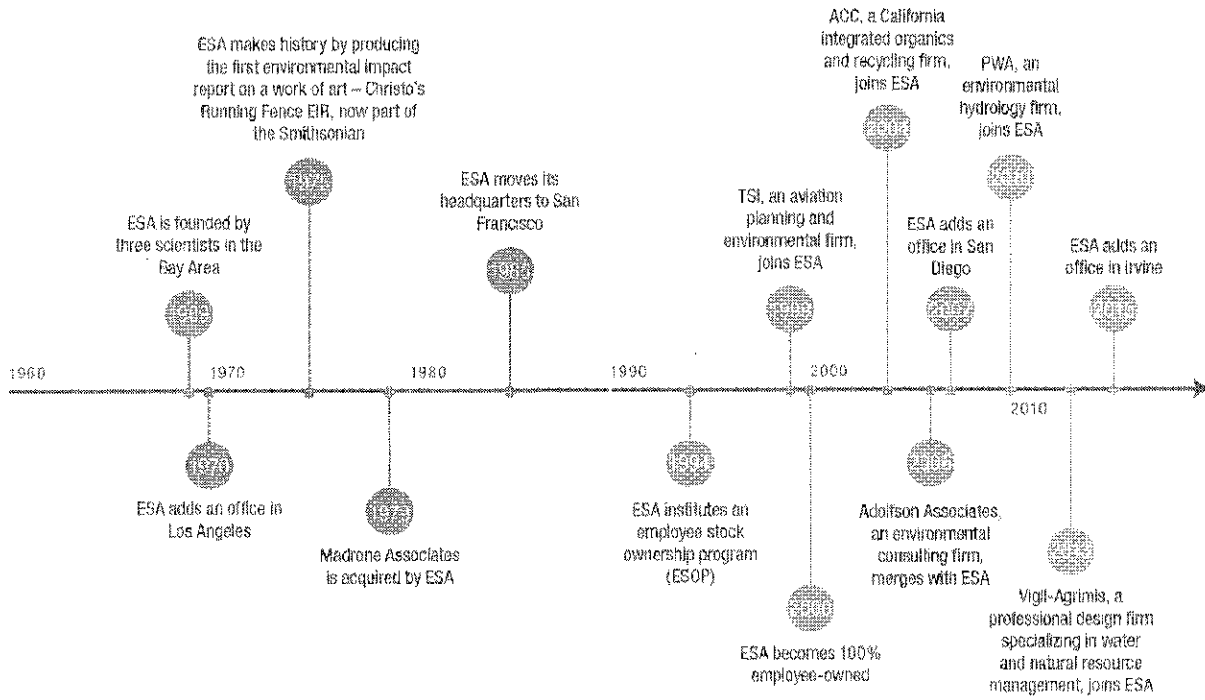 ESA makes history by producing
the first environmental impact
report on a work of art – Christo's
Running Fence EIR, now part of
the Smithsonian
ACC, a California
integrated organics
and recycling firm,
joins ESA
PWA, an
environmental
hydrology firm,
joins ESA
ESA moves its
headquarters to San
Francisco
TSI, an aviation
planning and
environmental firm,
joins ESA
ESA is founded by
three scientists in the
Bay Area
ESA adds an
office in San
Diego
ESA adds an
office in Irvine
1969
2007
1960
1970
1980
1990
2000
2010
1970
ESA adds an office in
Los Angeles
Madrone Associates
is acquired by ESA
1994
ESA institutes an
employee stock
ownership program
(ESOP)
2000
ESA becomes 100%
employee-owned
Adolfson Associates,
an environmental
consulting firm,
merges with ESA
Vigil-Agrimis, a
professional design firm
specializing in water
and natural resource
management, joins ESA